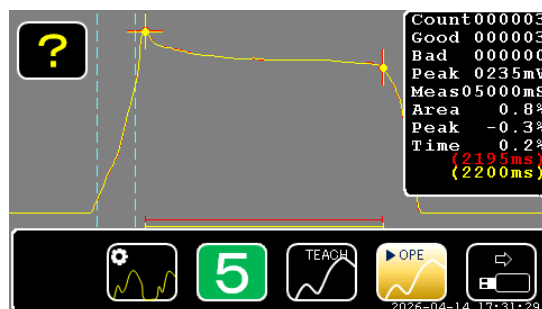 ?
Count000003
Good 000003
Bad 000000
Peak 0235mV
Meas05000mS
Area 0.8%
Peak -0.3%
Time 0.2%
(2195ms)
(2200ms)
5
TEACH
OPE
2026-04-14 17:31:29